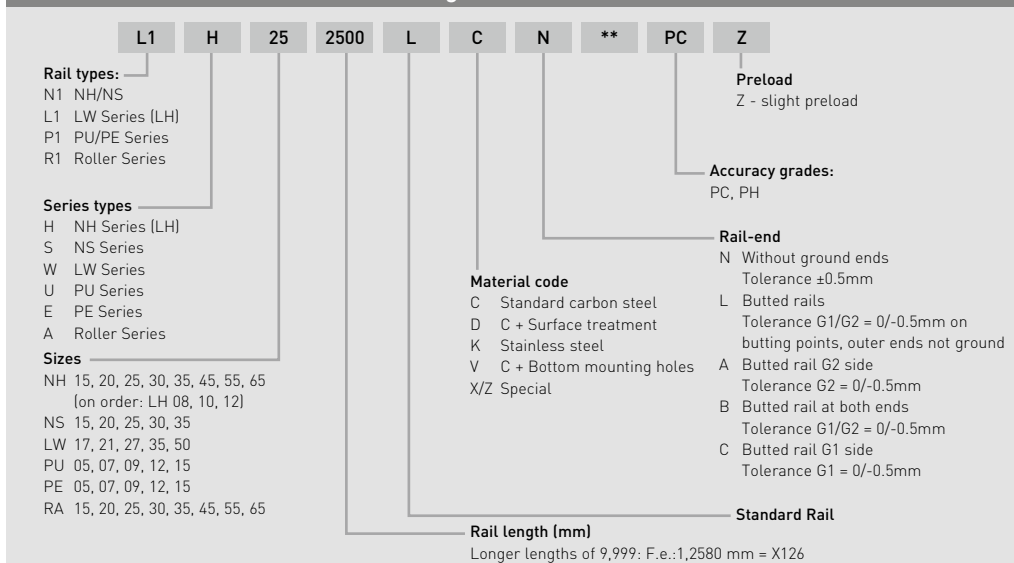 L1 H 25 2500 L C N ** PC Z
Rail types:
N1 NH/NS
L1 LW Series (LH)
P1 PU/PE Series
R1 Roller Series
Series types
H NH Series (LH)
S NS Series
W LW Series
U PU Series
E PE Series
A Roller Series
Sizes
NH 15, 20, 25, 30, 35, 45, 55, 65
(on order: LH 08, 10, 12)
NS 15, 20, 25, 30, 35
LW 17, 21, 27, 35, 50
PU 05, 07, 09, 12, 15
PE 05, 07, 09, 12, 15
RA 15, 20, 25, 30, 35, 45, 55, 65
Rail length (mm)
Longer lengths of 9,999: F.e.:1,2580 mm = X126
Standard Rail
Material code
C Standard carbon steel
D C + Surface treatment
K Stainless steel
V C + Bottom mounting holes
X/Z Special
Rail-end
N Without ground ends
Tolerance ±0.5mm
L Butted rails
Tolerance G1/G2 = 0/-0.5mm on
butting points, outer ends not ground
A Butted rail G2 side
Tolerance G2 = 0/-0.5mm
B Butted rail at both ends
Tolerance G1/G2 = 0/-0.5mm
C Butted rail G1 side
Tolerance G1 = 0/-0.5mm
Accuracy grades:
PC, PH
Preload
Z - slight preload